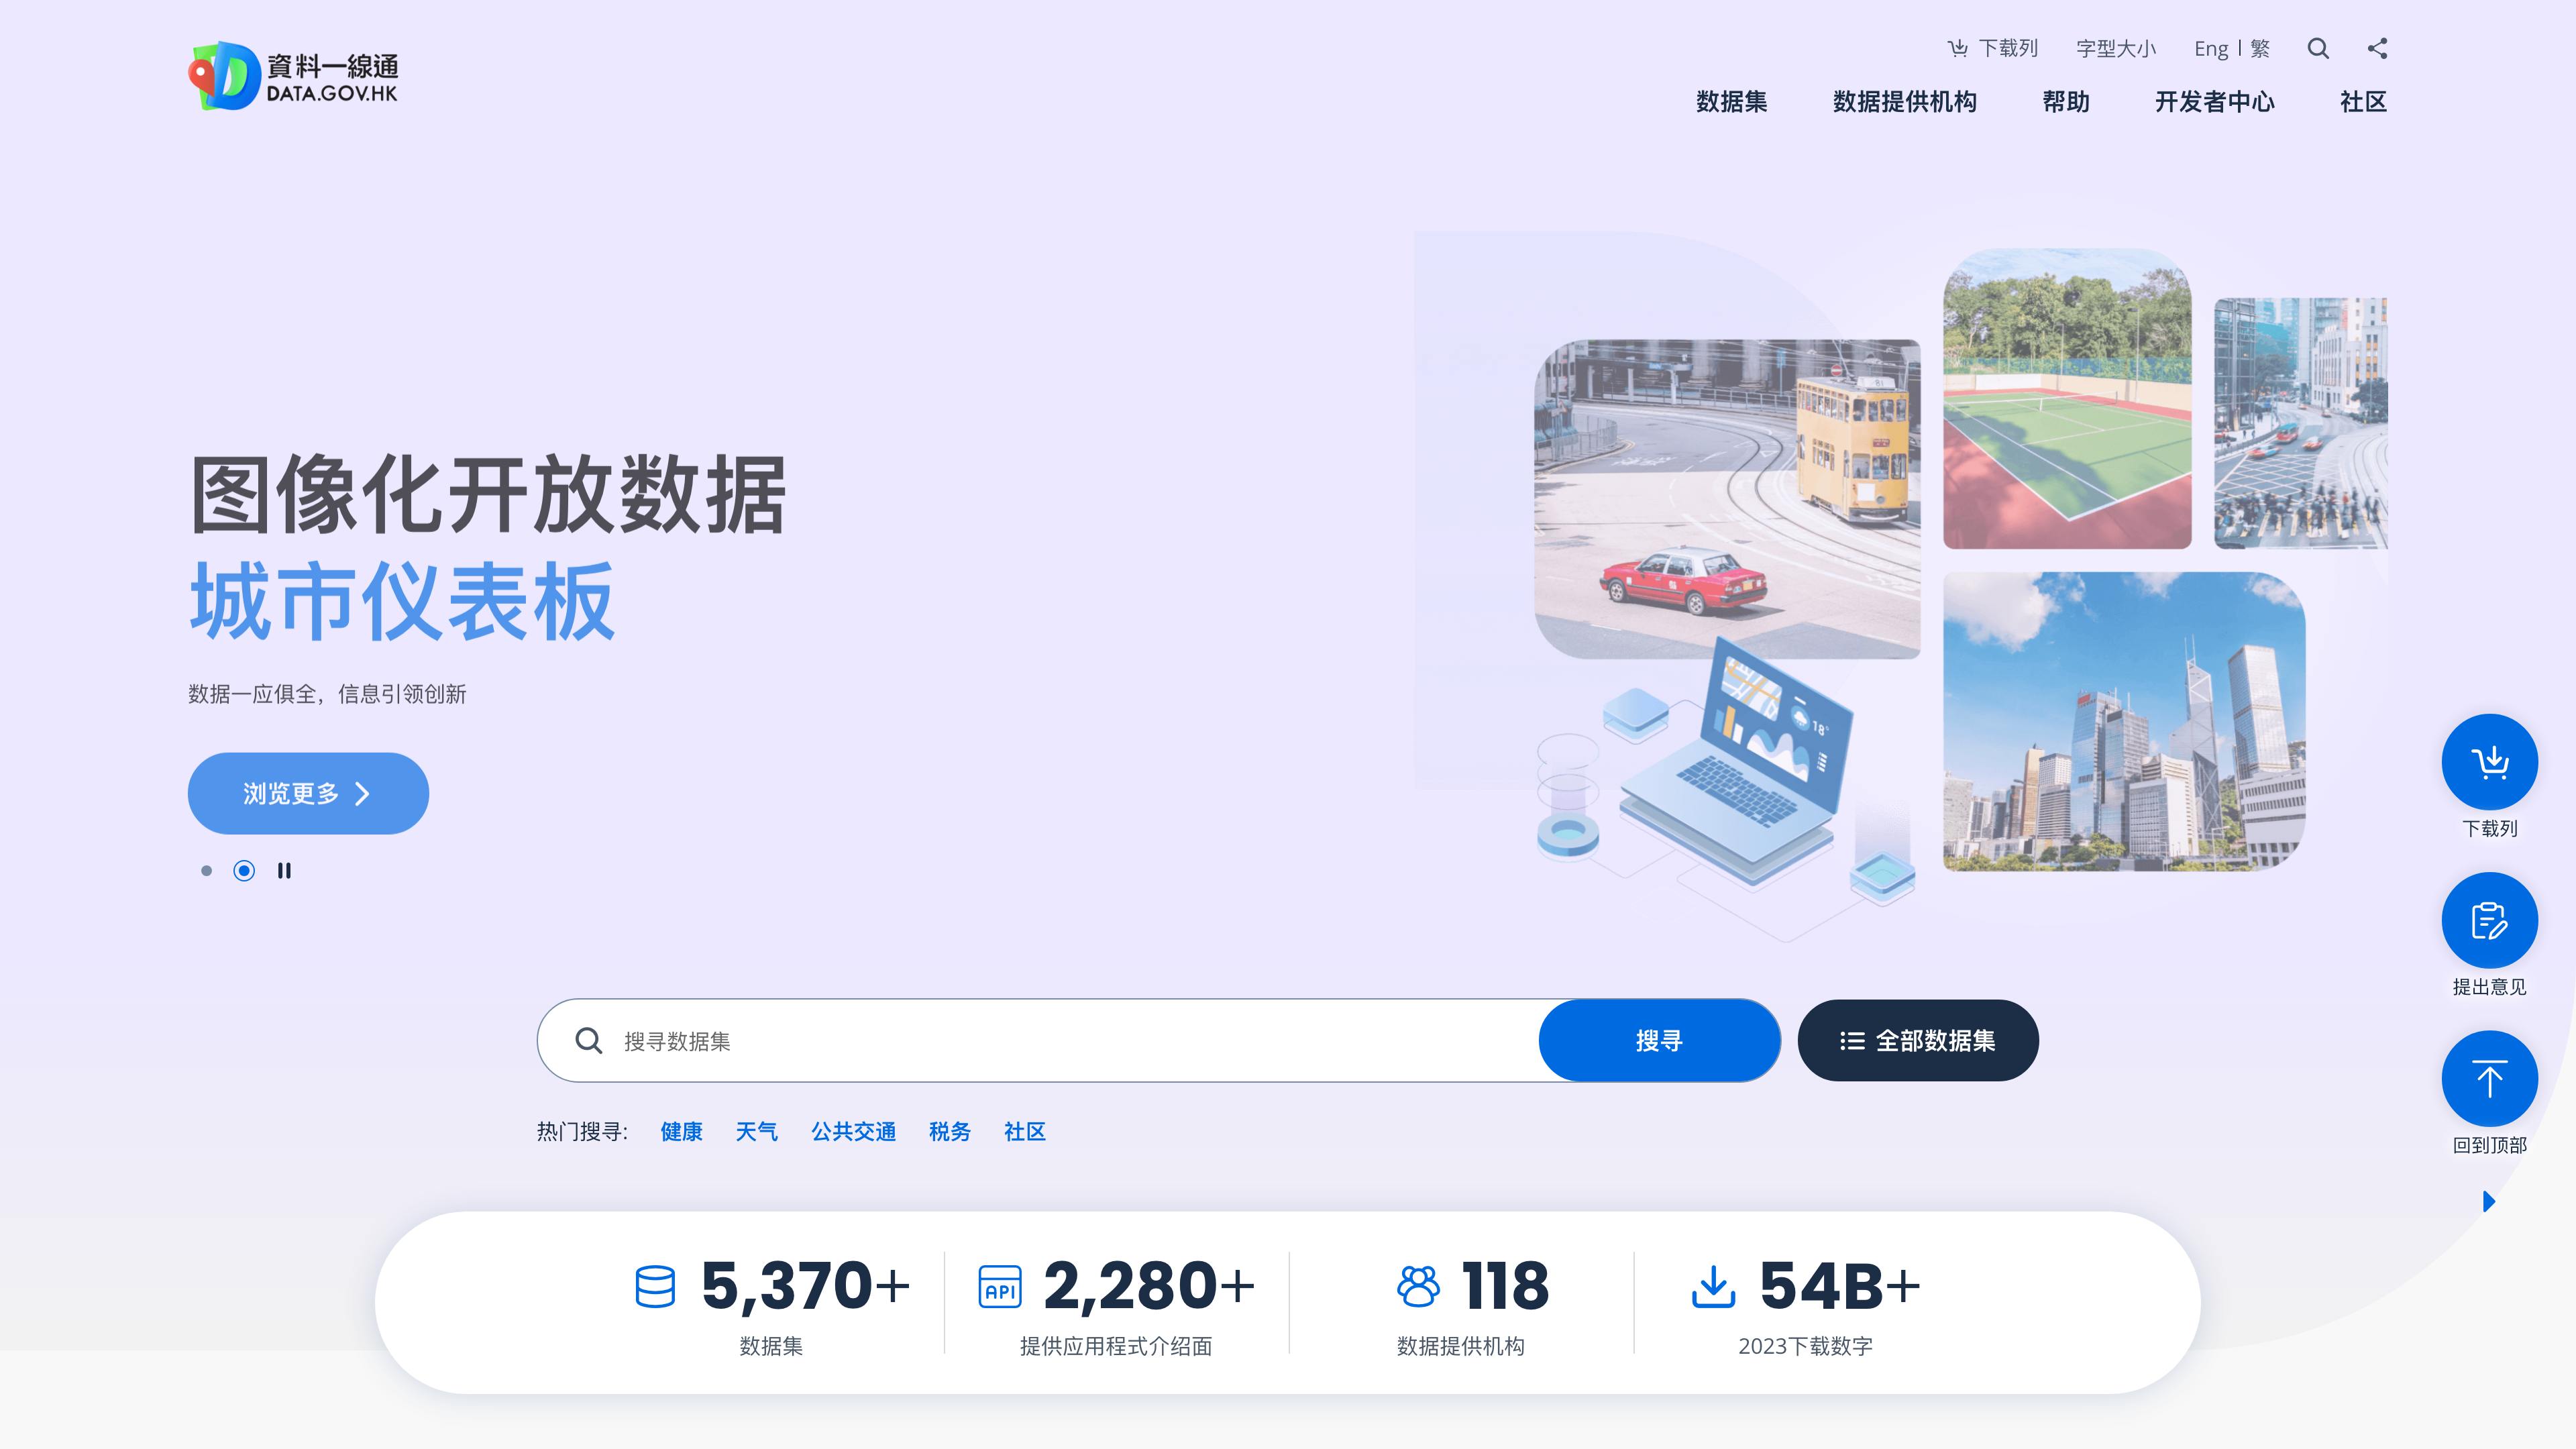 資料一線通
DATA.GOV.HK
下载列
字型大小
Eng | 繁
数据集
数据提供机构
帮助
开发者中心
社区
图像化开放数据
城市仪表板
数据一应俱全，信息引领创新
浏览更多
18°
下载列
提出意见
回到顶部
搜寻数据集
搜寻
全部数据集
热门搜寻:
健康
天气
公共交通
税务
社区
5,370+
数据集
API
2,280+
提供应用程式介绍面
118
数据提供机构
54B+
2023下载数字